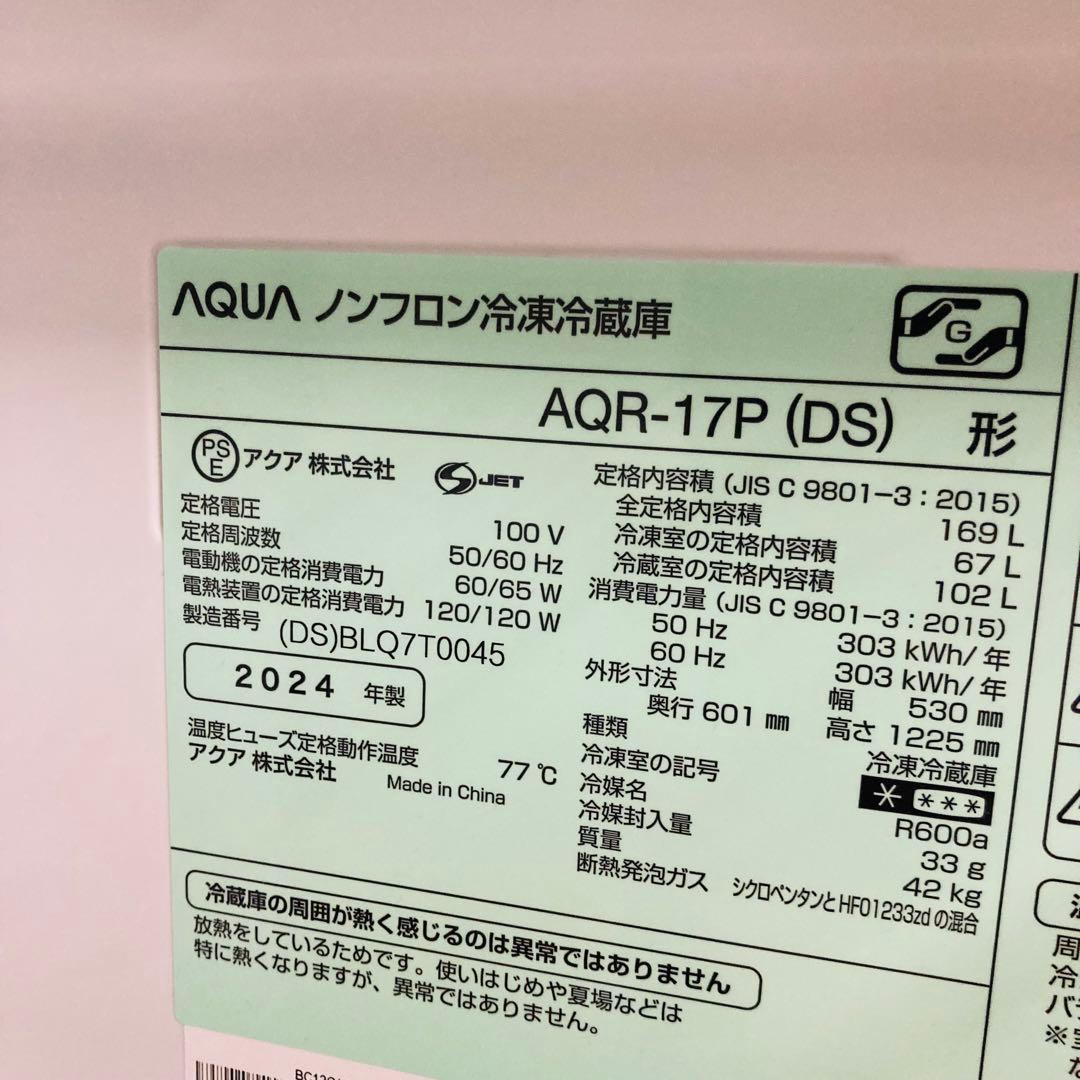 AQUA ノンフロン冷凍冷蔵庫
G
AQR-17P (DS) 形
PSE アクア 株式会社 S JET
定格電圧 100 V
定格周波数 50/60 Hz
電動機の定格消費電力 60/65 W
電熱装置の定格消費電力 120/120 W
製造番号 (DS)BLQ7T0045
2024 年製
温度ヒューズ定格動作温度 77 ℃
アクア 株式会社 Made in China
定格内容積 (JIS C 9801-3 : 2015)
全定格内容積 169 L
冷凍室の定格内容積 67 L
冷蔵室の定格内容積 102 L
消費電力量 (JIS C 9801-3 : 2015)
50 Hz 303 kWh/年
60 Hz 303 kWh/年
外形寸法 幅 530 ㎜
奥行 601 ㎜ 高さ 1225 ㎜
種類 冷凍冷蔵庫
冷凍室の記号 * ***
冷媒名 R600a
冷媒封入量 33 g
質量 42 kg
断熱発泡ガス シクロペンタンとHFO1233zdの混合
冷蔵庫の周囲が熱く感じるのは異常ではありません
放熱をしているためです。使いはじめや夏場などは
特に熱くなりますが、異常ではありません。
周
冷
バ